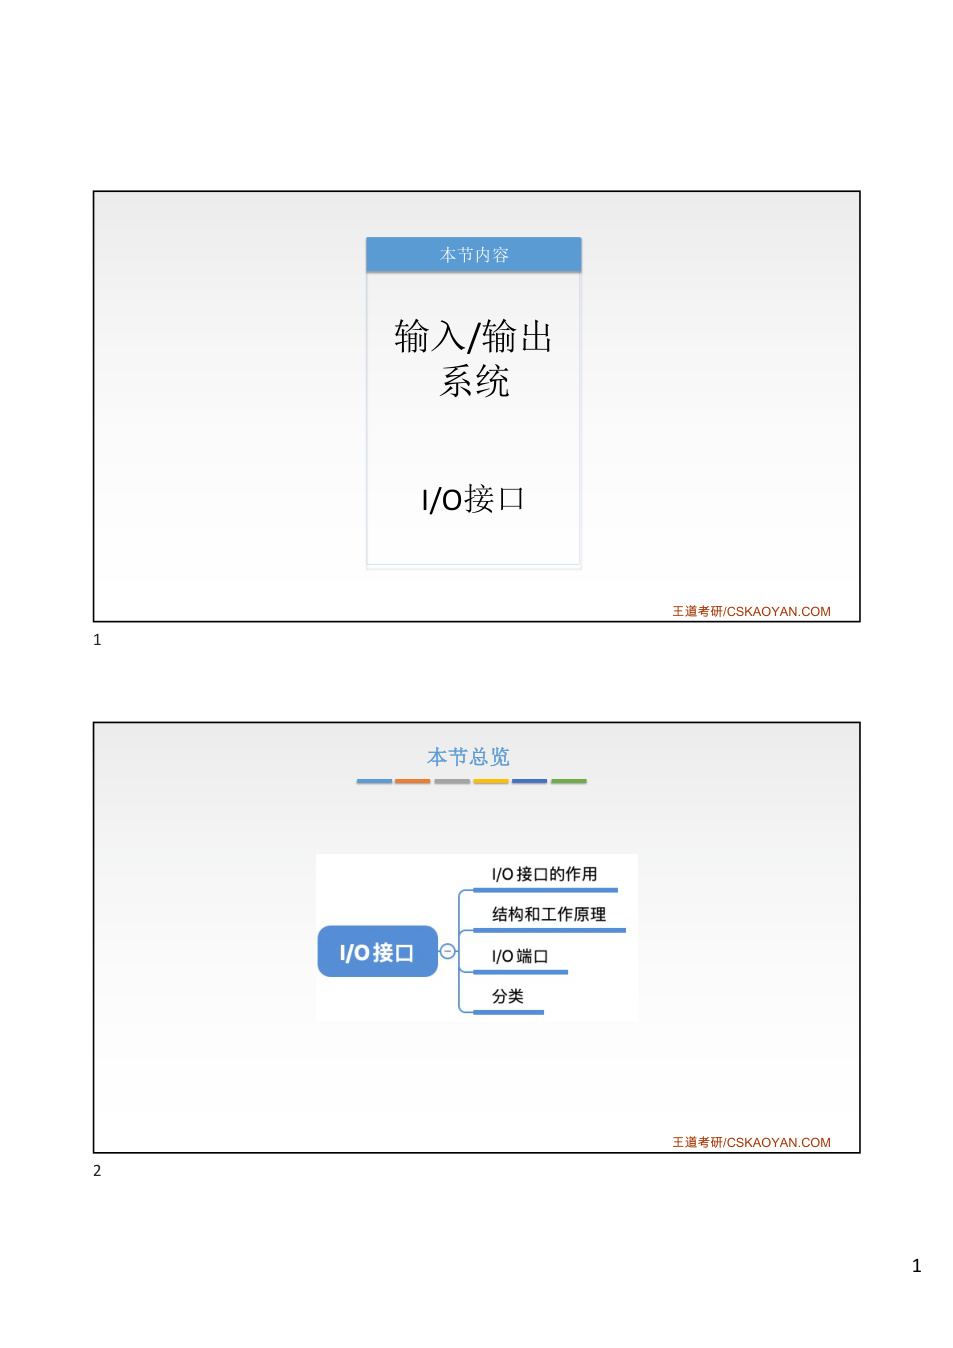 本节内容
输入/输出
系统
I/O接口
王道考研/CSKAOYAN.COM
1
本节总览
I/O接口
I/O接口的作用
结构和工作原理
I/O端口
分类
王道考研/CSKAOYAN.COM
2
1